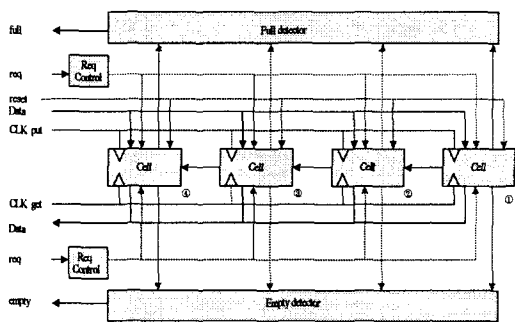 full
Full detector
req
Req
Control
reset
Data
CLK put
Cell
Cell
Cell
Cell
④
③
②
①
CLK get
Data
req
Req
Control
empty
Empty detector